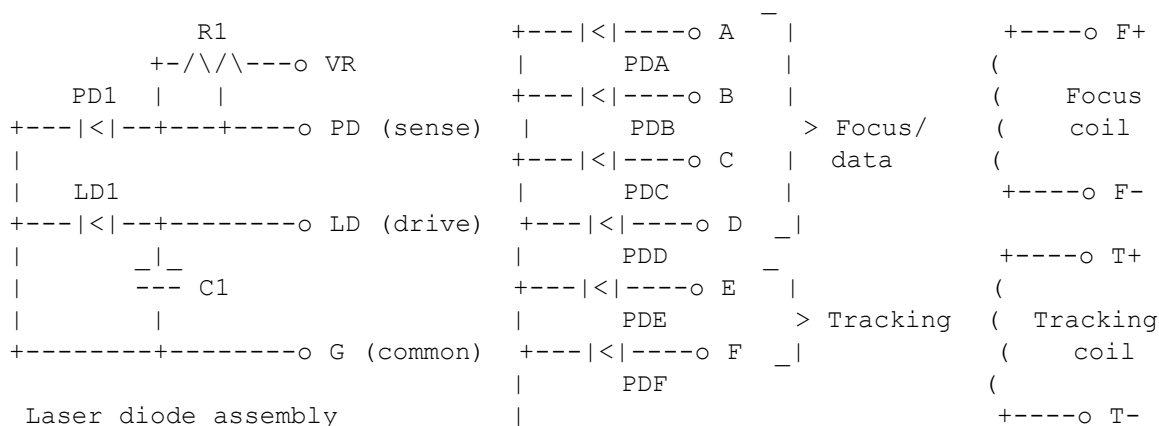 _
             R1                        +---|<|----o A          |              +----o F+
         +-/\/\/\---o VR               |      PDA              |             (
    PD1  |   |                         +---|<|----o B          |             (    Focus
+---|<|--+---+----o PD (sense)         |      PDB               > Focus/     (    coil
|                                      +---|<|----o C          |  data       (
|   LD1                                |      PDC              |              +----o F-
+---|<|--+--------o LD (drive)         +---|<|----o D         _|
|       _|_                            |      PDD             _               +----o T+
|       --- C1                         +---|<|----o E          |             (
|        |                             |      PDE               > Tracking   (  Tracking
+--------+--------o G (common)         +---|<|----o F         _|             (    coil
                                       |      PDF                            (
 Laser diode assembly                  |                                      +----o T-